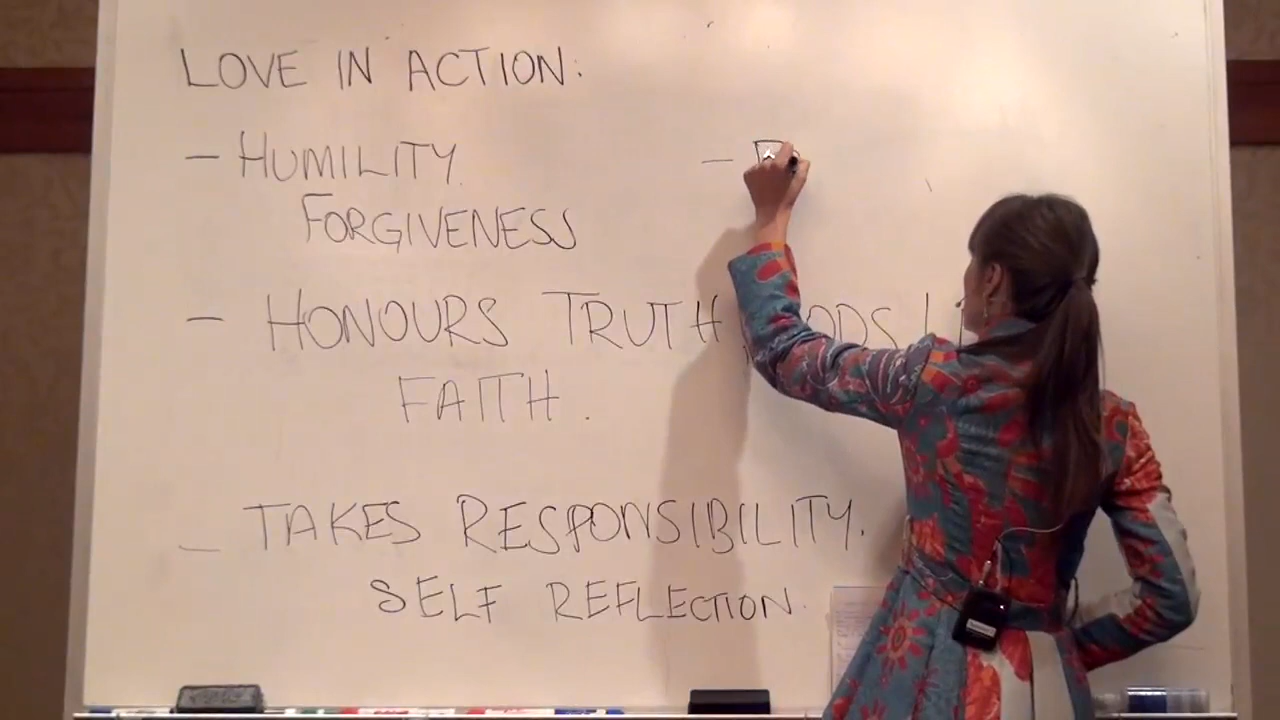 LOVE IN ACTION:
– HUMILITY
FORGIVENESS
–
– HONOURS TRUTH,
FAITH.
– TAKES RESPONSIBILITY.
SELF REFLECTION.